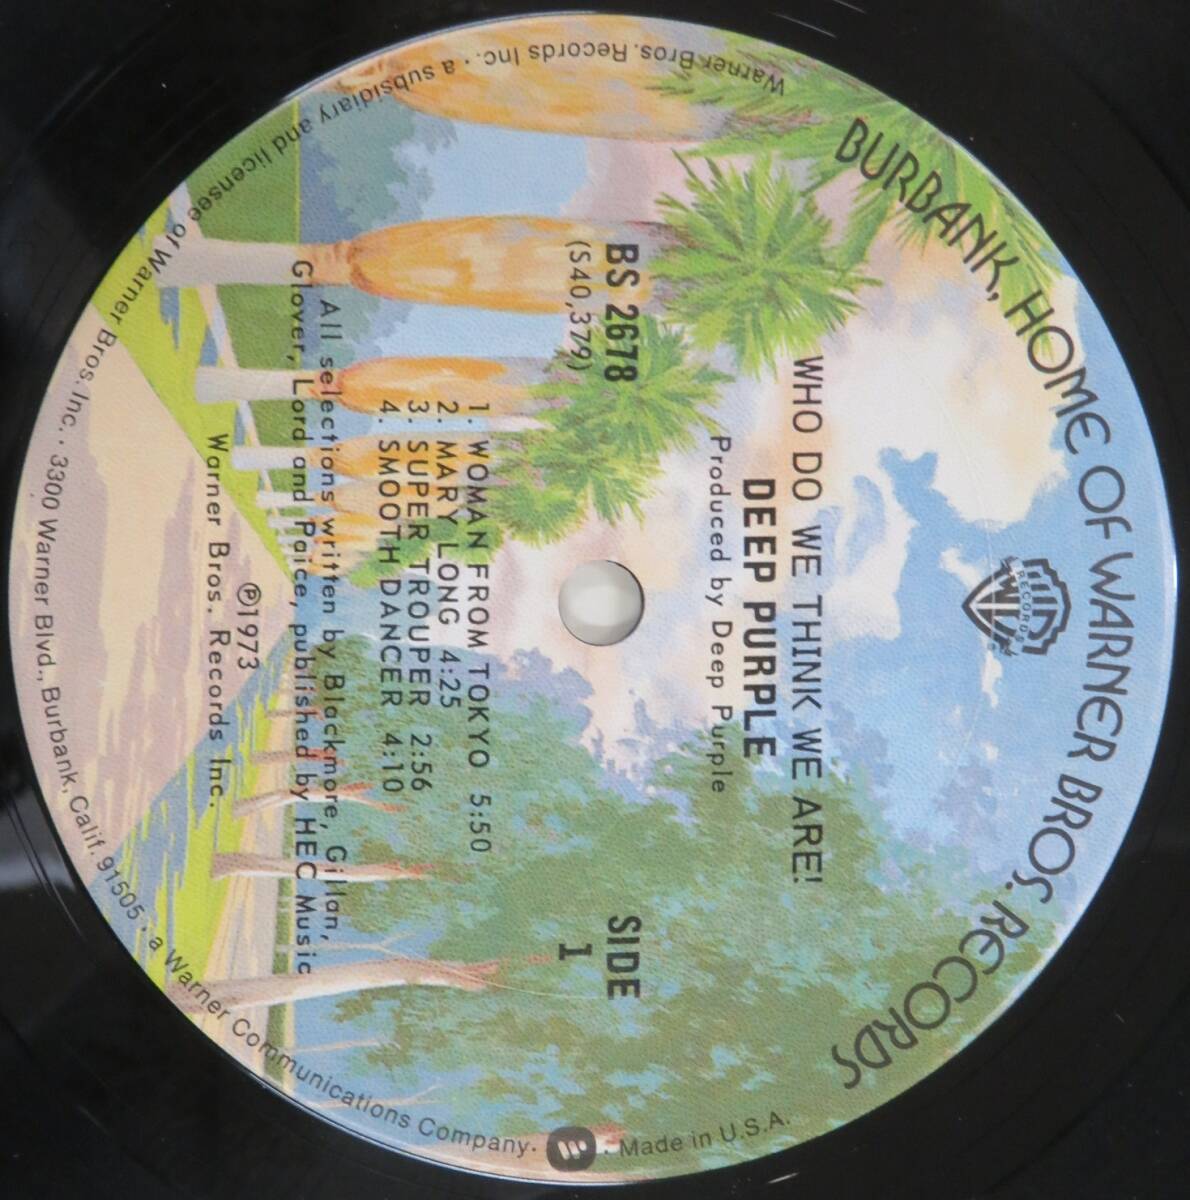 BURBANK, HOME OF WARNER BROS. RECORDS
RECORDS
WHO DO WE THINK WE ARE!
DEEP PURPLE
Produced by Deep Purple
BS 2678
(S40,379)
SIDE
1
1. WOMAN FROM TOKYO 5:50
2. MARY LONG 4:25
3. SUPER TROUPER 2:56
4. SMOOTH DANCER 4:10
All selections written by Blackmore, Gillan,
Glover, Lord and Paice, published by HEC Music
℗1973
Warner Bros. Records Inc.
Warner Bros. Records Inc. · a subsidiary and licensee of Warner Bros. Inc. · 3300 Warner Blvd., Burbank, Calif. 91505 · a Warner Communications Company · Made in U.S.A.